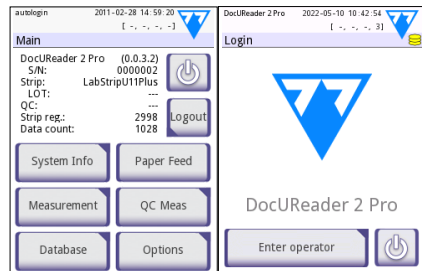 autologin 2011-02-28 14:59:20
[ -, -, -, -]
Main
DocUReader 2 Pro (0.0.3.2)
S/N: 0000002
Strip: LabStripU11Plus
LOT: ---
QC: ---
Strip reg.: 2998
Data count: 1028
Logout
System Info Paper Feed
Measurement QC Meas
Database Options
DocUReader 2 Pro 2022-05-10 10:42:54
[ -, -, -, 3]
Login
DocUReader 2 Pro
Enter operator